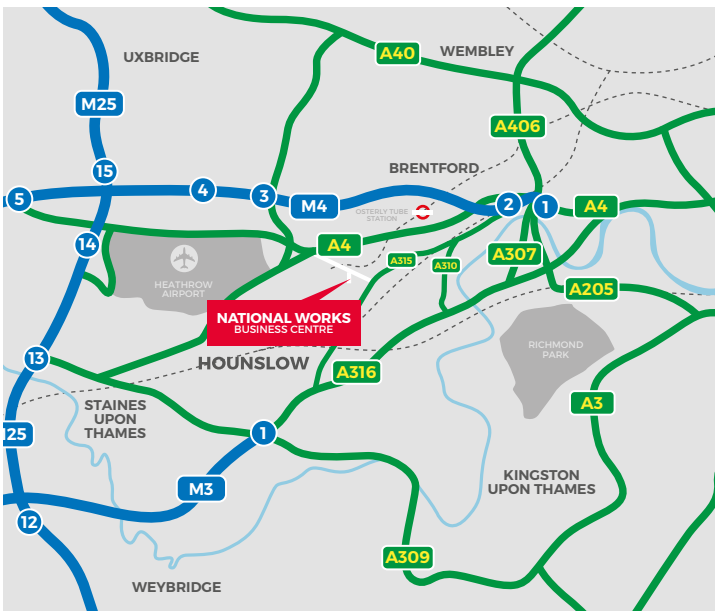 UXBRIDGE
A40
WEMBLEY
M25
A406
15
BRENTFORD
5
4
3
M4
OSTERLY TUBE
STATION
2
1
A4
14
A4
A315
A310
A307
HEATHROW
AIRPORT
A205
NATIONAL WORKS
BUSINESS CENTRE
RICHMOND
PARK
13
HOUNSLOW
A316
STAINES
UPON
THAMES
A3
25
1
KINGSTON
UPON THAMES
M3
12
A309
WEYBRIDGE